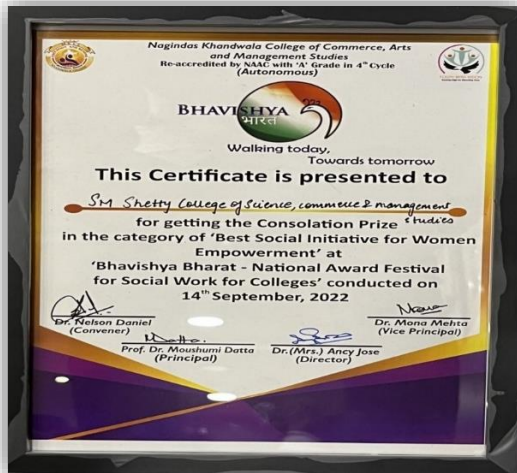 Nagindas Khandwala College of Commerce, Arts
and Management Studies
Re-accredited by NAAC with 'A' Grade in 4th Cycle
(Autonomous)
BHAVISHYA
भारत
Walking today,
Towards tomorrow
This Certificate is presented to
SM Shetty College of Science, commerce & management
studies
for getting the Consolation Prize
in the category of 'Best Social Initiative for Women
Empowerment' at
'Bhavishya Bharat - National Award Festival
for Social Work for Colleges' conducted on
14th September, 2022
Dr. Nelson Daniel
(Convener)
Dr. Mona Mehta
(Vice Principal)
Prof. Dr. Moushumi Datta
(Principal)
Dr.(Mrs.) Ancy Jose
(Director)